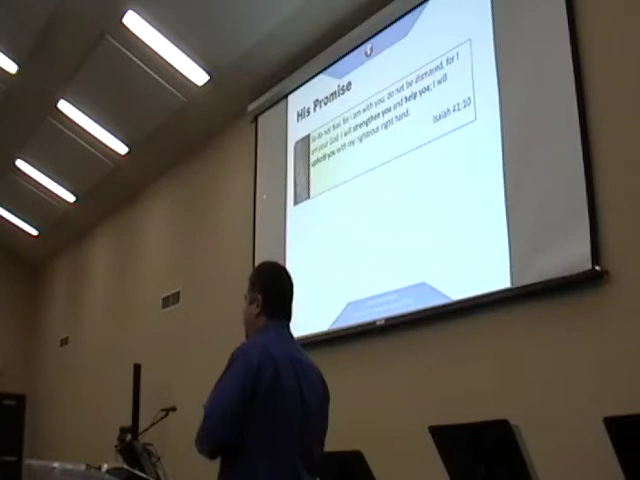 His Promise
So do not fear, for I am with you; do not be dismayed, for I
am your God. I will strengthen you and help you; I will
uphold you with my righteous right hand.
Isaiah 41:10